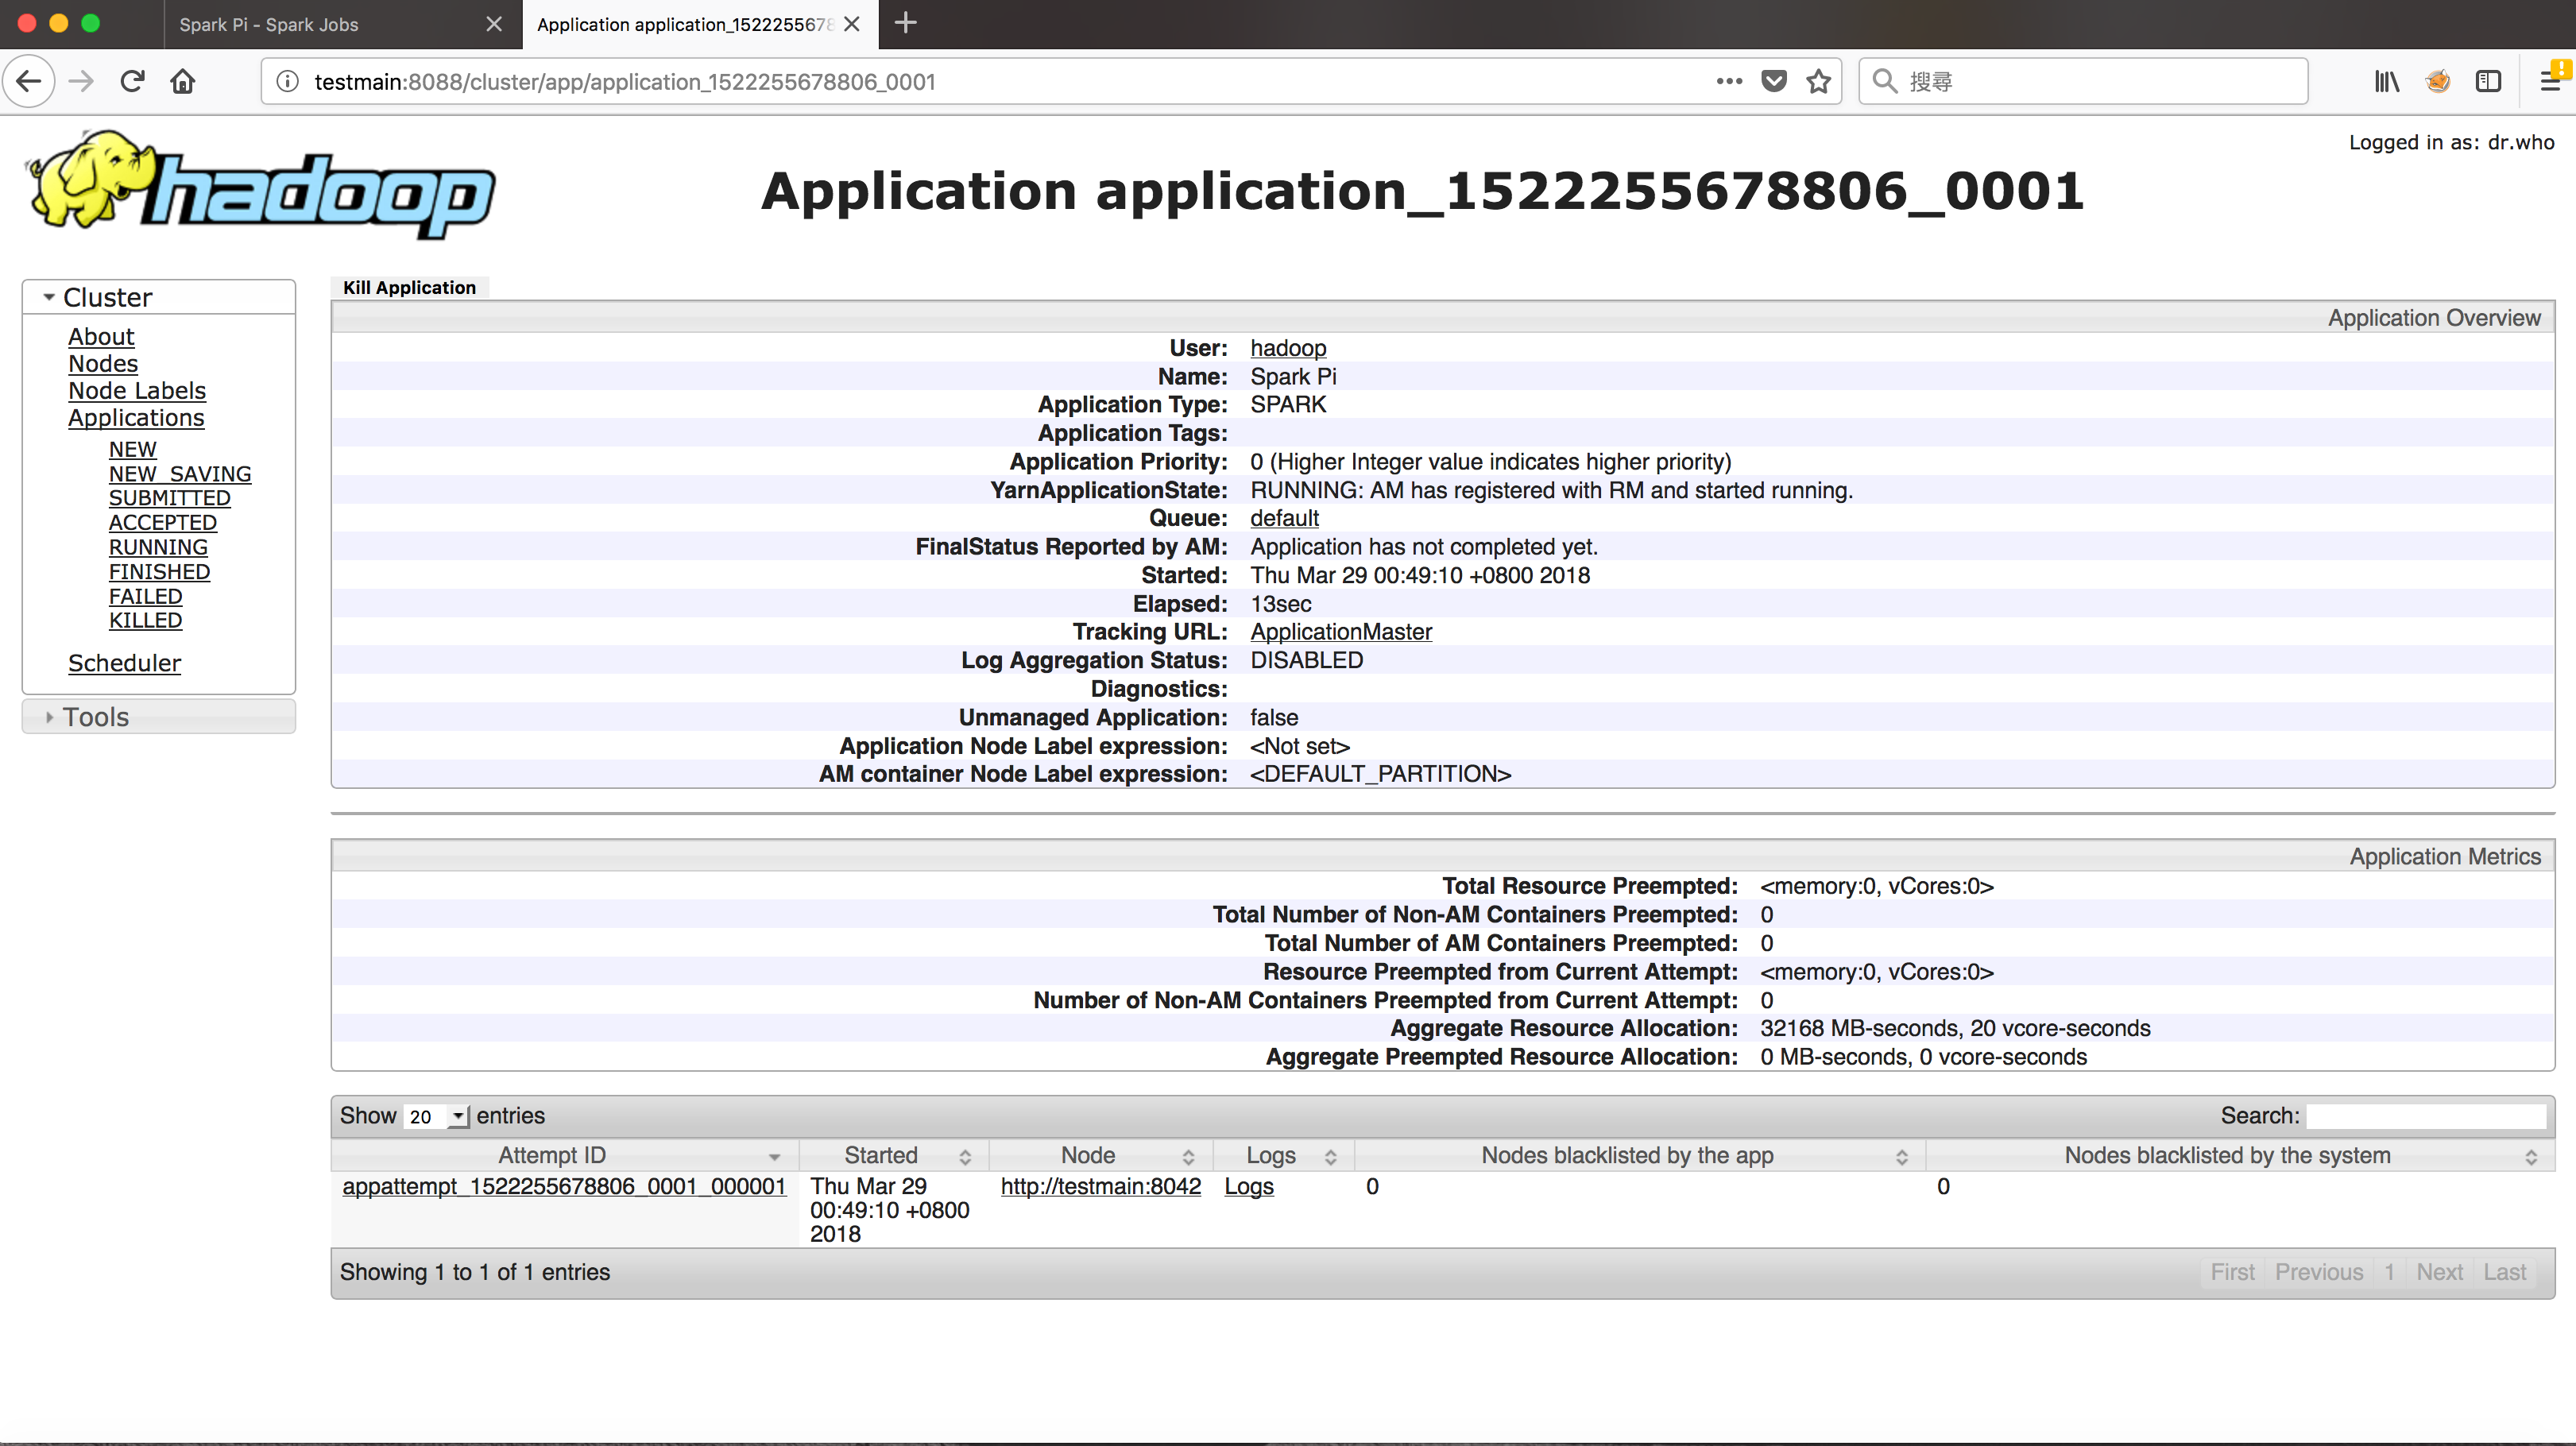 Spark Pi - Spark Jobs
Application application_1522255678
testmain:8088/cluster/app/application_1522255678806_0001
搜尋
hadoop
Logged in as: dr.who
Application application_1522255678806_0001
Cluster
About
Nodes
Node Labels
Applications
NEW
NEW_SAVING
SUBMITTED
ACCEPTED
RUNNING
FINISHED
FAILED
KILLED
Scheduler
Tools
Kill Application
Application Overview
User: hadoop
Name: Spark Pi
Application Type: SPARK
Application Tags:
Application Priority: 0 (Higher Integer value indicates higher priority)
YarnApplicationState: RUNNING: AM has registered with RM and started running.
Queue: default
FinalStatus Reported by AM: Application has not completed yet.
Started: Thu Mar 29 00:49:10 +0800 2018
Elapsed: 13sec
Tracking URL: ApplicationMaster
Log Aggregation Status: DISABLED
Diagnostics:
Unmanaged Application: false
Application Node Label expression: <Not set>
AM container Node Label expression: <DEFAULT_PARTITION>
Application Metrics
Total Resource Preempted: <memory:0, vCores:0>
Total Number of Non-AM Containers Preempted: 0
Total Number of AM Containers Preempted: 0
Resource Preempted from Current Attempt: <memory:0, vCores:0>
Number of Non-AM Containers Preempted from Current Attempt: 0
Aggregate Resource Allocation: 32168 MB-seconds, 20 vcore-seconds
Aggregate Preempted Resource Allocation: 0 MB-seconds, 0 vcore-seconds
Show 20 entries Search:
Attempt ID Started Node Logs Nodes blacklisted by the app Nodes blacklisted by the system
appattempt_1522255678806_0001_000001 Thu Mar 29 http://testmain:8042 Logs 0 0
00:49:10 +0800
2018
Showing 1 to 1 of 1 entries First Previous 1 Next Last